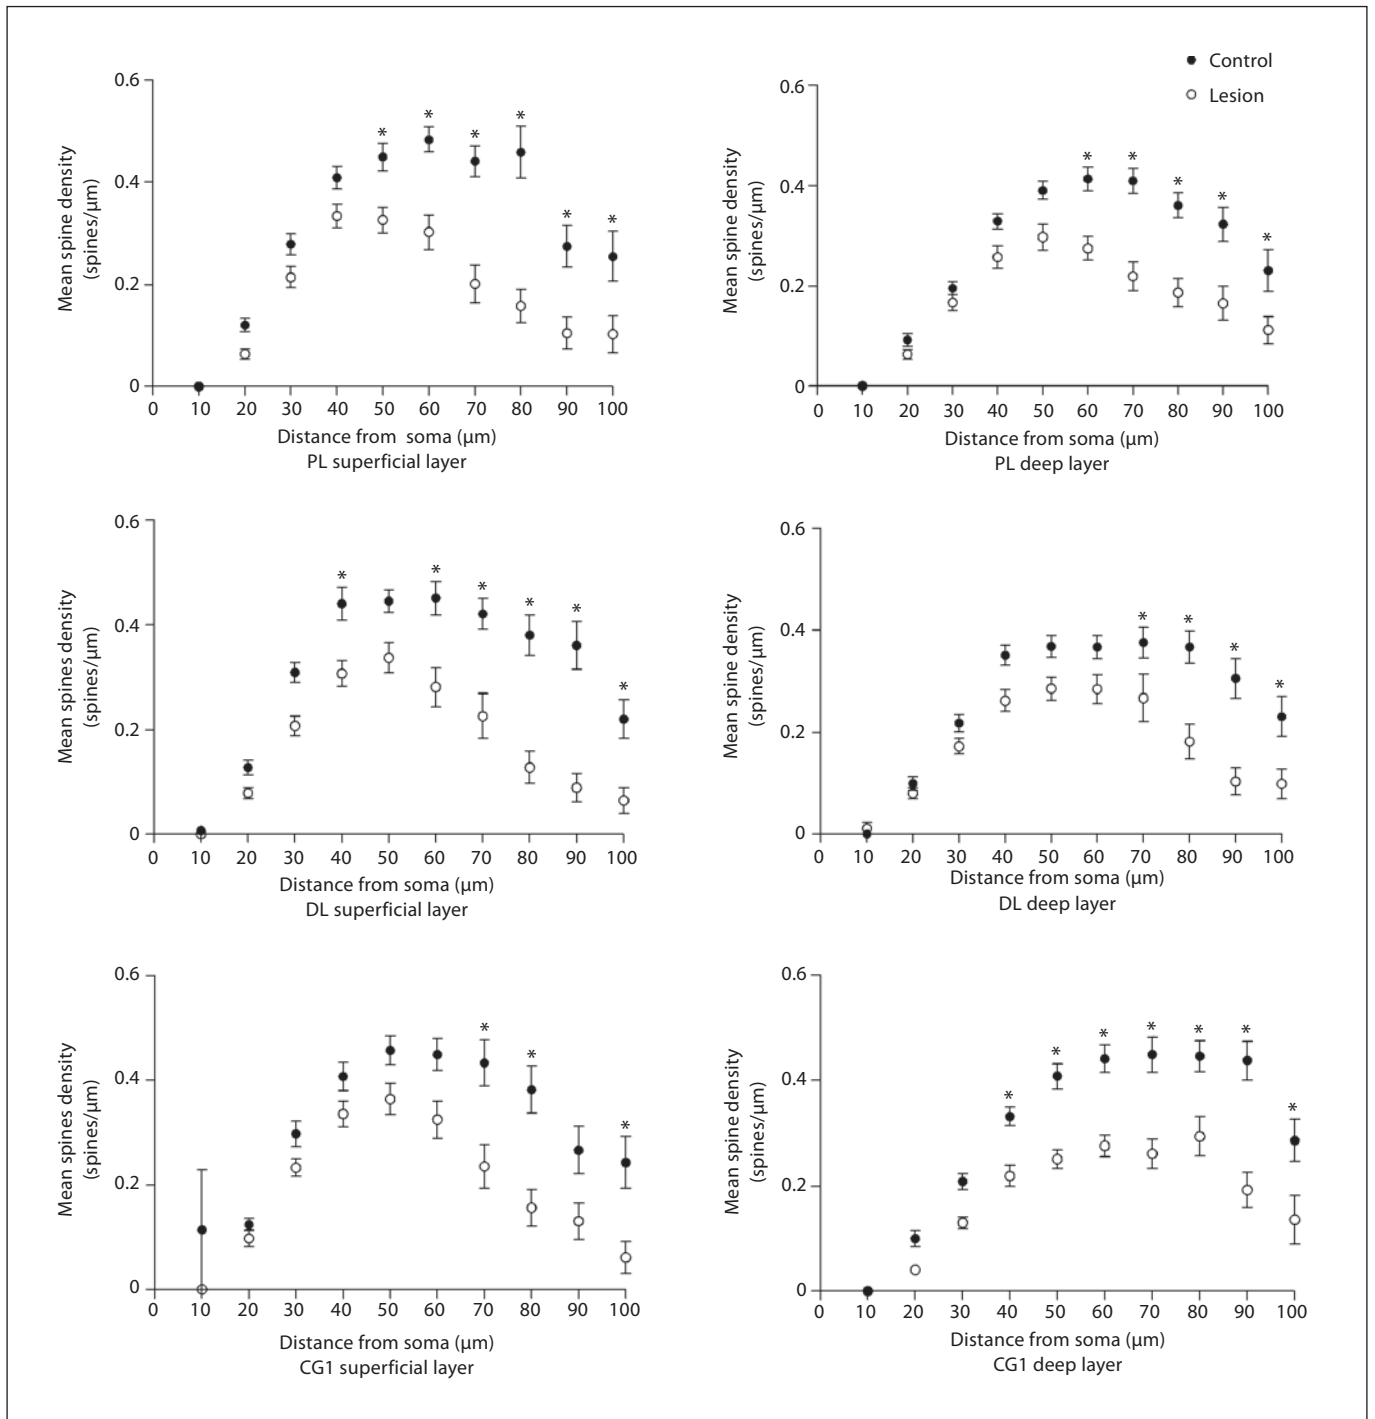 Control
Lesion
0.6
0.4
0.2
0
Mean spine density
(spines/µm)
* * * * * *
0 10 20 30 40 50 60 70 80 90 100
Distance from soma (µm)
PL superficial layer
0.6
0.4
0.2
0
Mean spine density
(spines/µm)
* * * * *
0 10 20 30 40 50 60 70 80 90 100
Distance from soma (µm)
PL deep layer
0.6
0.4
0.2
0
Mean spines density
(spines/µm)
* * * * * *
0 10 20 30 40 50 60 70 80 90 100
Distance from soma (µm)
DL superficial layer
0.6
0.4
0.2
0
Mean spine density
(spines/µm)
* * * *
0 10 20 30 40 50 60 70 80 90 100
Distance from soma (µm)
DL deep layer
0.6
0.4
0.2
0
Mean spines density
(spines/µm)
* * *
0 10 20 30 40 50 60 70 80 90 100
Distance from soma (µm)
CG1 superficial layer
0.6
0.4
0.2
0
Mean spine density
(spines/µm)
* * * * * * *
0 10 20 30 40 50 60 70 80 90 100
Distance from soma (µm)
CG1 deep layer